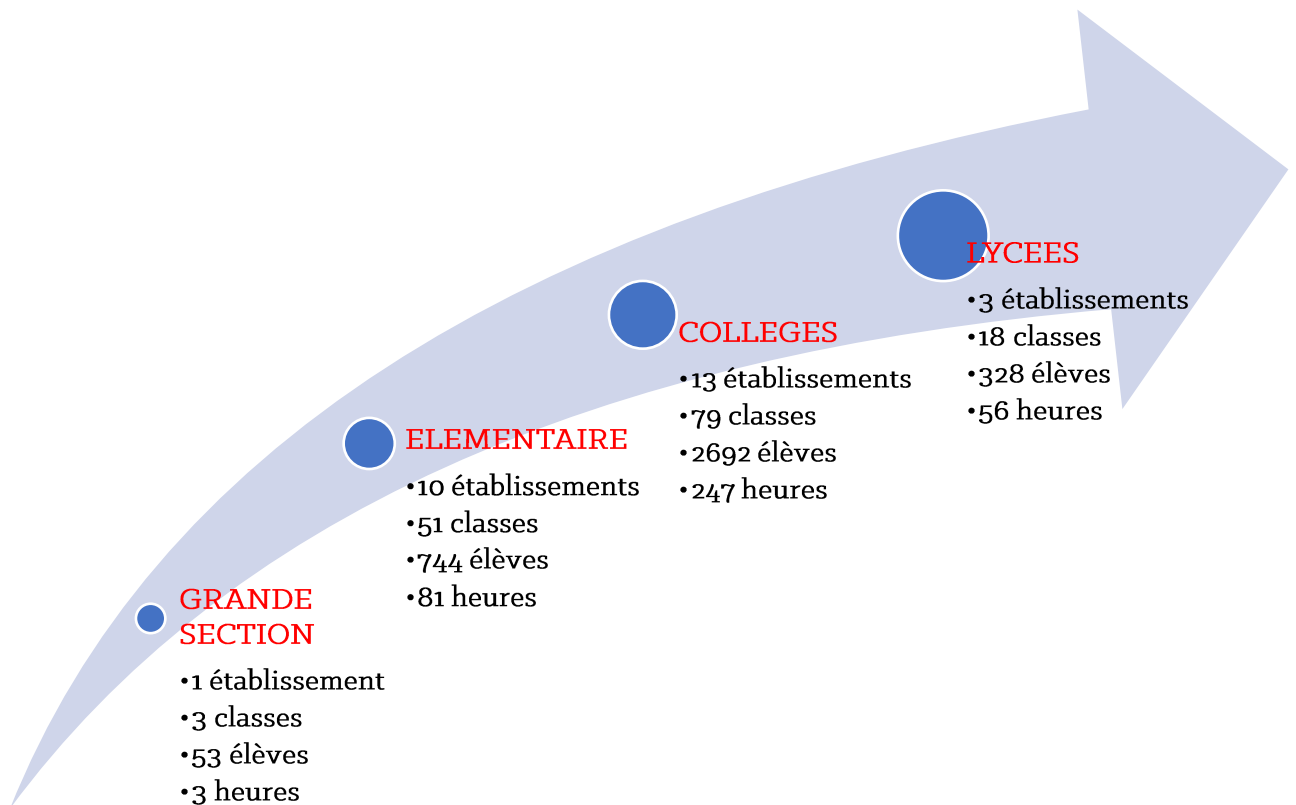 GRANDE
SECTION
•1 établissement
•3 classes
•53 élèves
•3 heures
ELEMENTAIRE
•10 établissements
•51 classes
•744 élèves
•81 heures
COLLEGES
•13 établissements
•79 classes
•2692 élèves
•247 heures
LYCEES
•3 établissements
•18 classes
•328 élèves
•56 heures